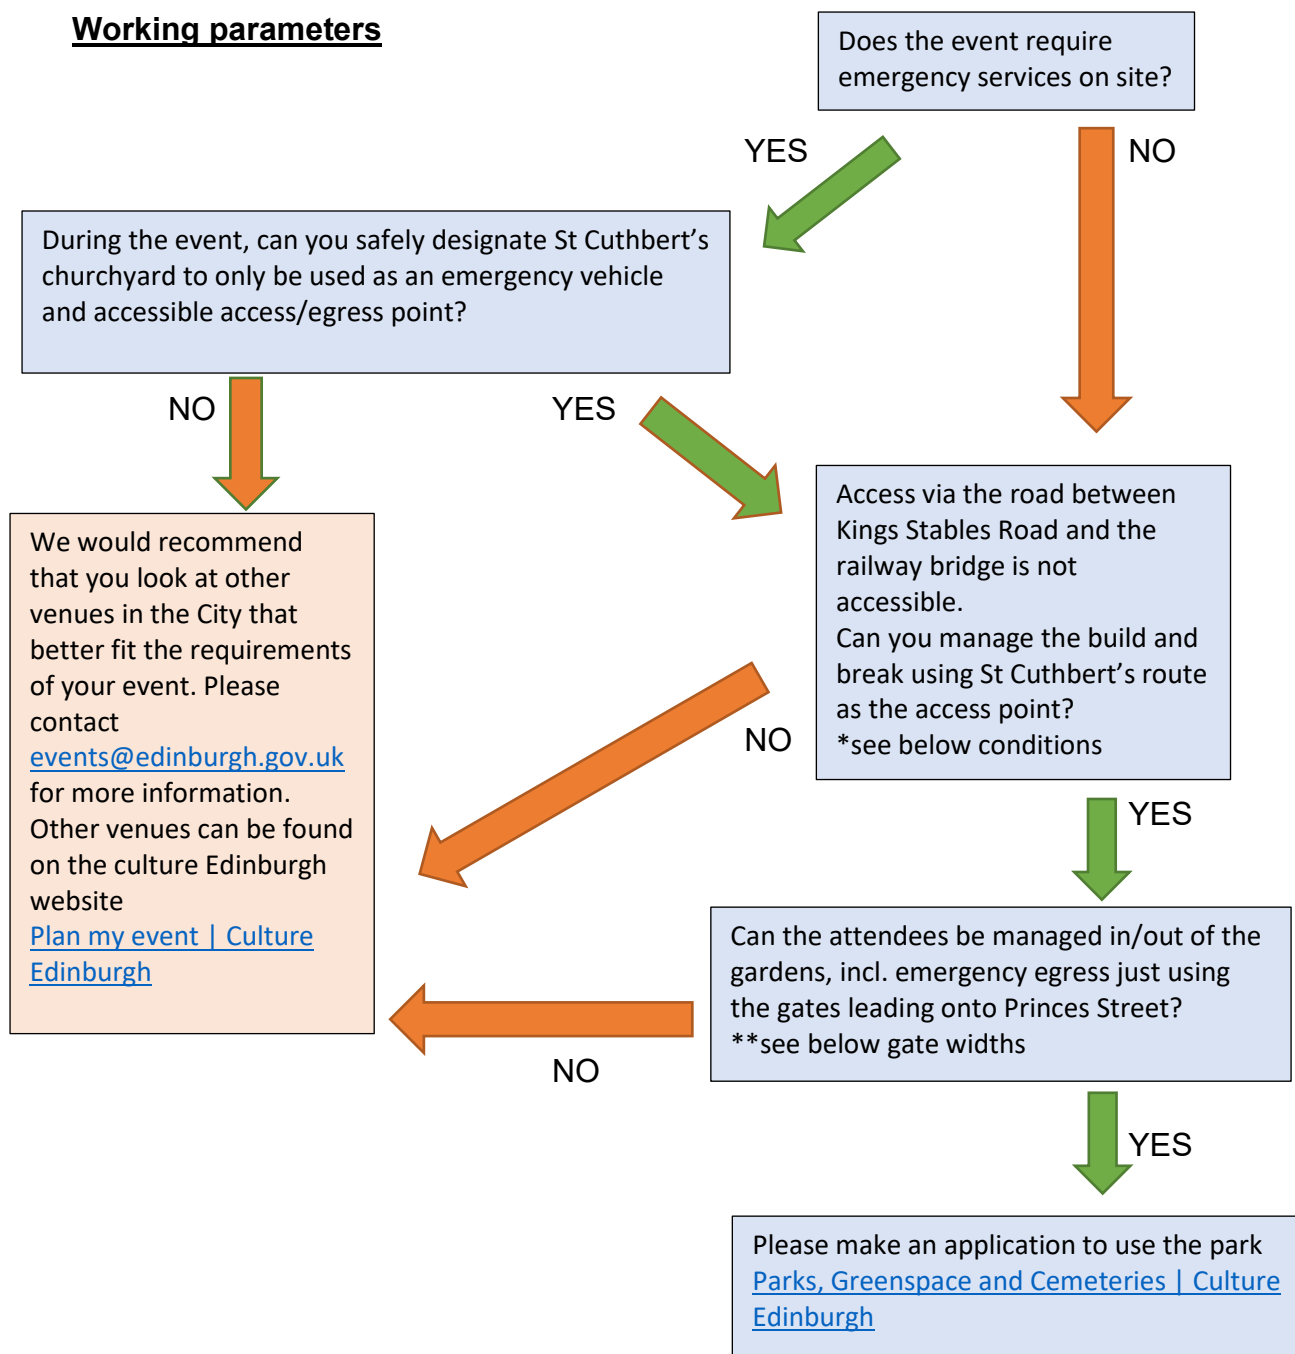 Working parameters
Does the event require
emergency services on site?
YES
NO
During the event, can you safely designate St Cuthbert’s
churchyard to only be used as an emergency vehicle
and accessible access/egress point?
NO
YES
We would recommend
that you look at other
venues in the City that
better fit the requirements
of your event. Please
contact
events@edinburgh.gov.uk
for more information.
Other venues can be found
on the culture Edinburgh
website
Plan my event | Culture
Edinburgh
Access via the road between
Kings Stables Road and the
railway bridge is not
accessible.
Can you manage the build and
break using St Cuthbert’s route
as the access point?
*see below conditions
NO
YES
Can the attendees be managed in/out of the
gardens, incl. emergency egress just using
the gates leading onto Princes Street?
**see below gate widths
NO
YES
Please make an application to use the park
Parks, Greenspace and Cemeteries | Culture
Edinburgh